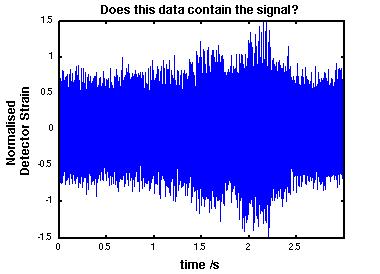 Does this data contain the signal?
1.5
1
0.5
0
-0.5
-1
-1.5
Normalised
Detector Strain
0 0.5 1 1.5 2 2.5
time /s